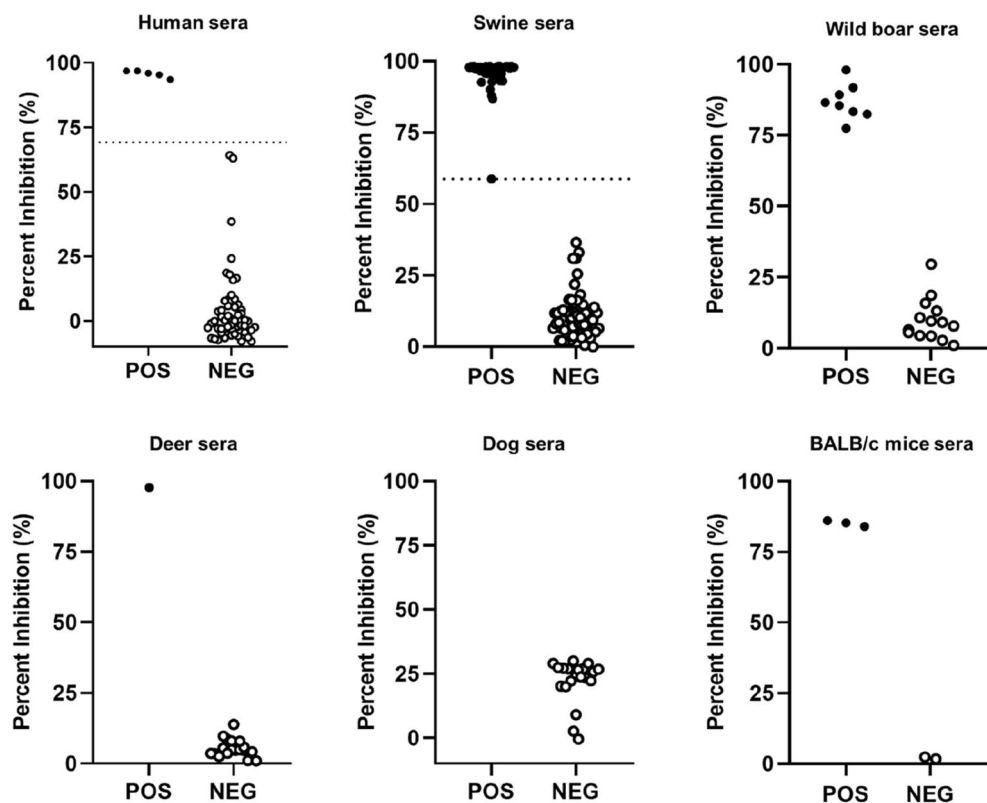 Human sera
Percent Inhibition (%)
100
75
50
25
0
POS NEG
Swine sera
Percent Inhibition (%)
100
75
50
25
0
POS NEG
Wild boar sera
Percent Inhibition (%)
100
75
50
25
0
POS NEG
Deer sera
Percent Inhibition (%)
100
75
50
25
0
POS NEG
Dog sera
Percent Inhibition (%)
100
75
50
25
0
POS NEG
BALB/c mice sera
Percent Inhibition (%)
100
75
50
25
0
POS NEG